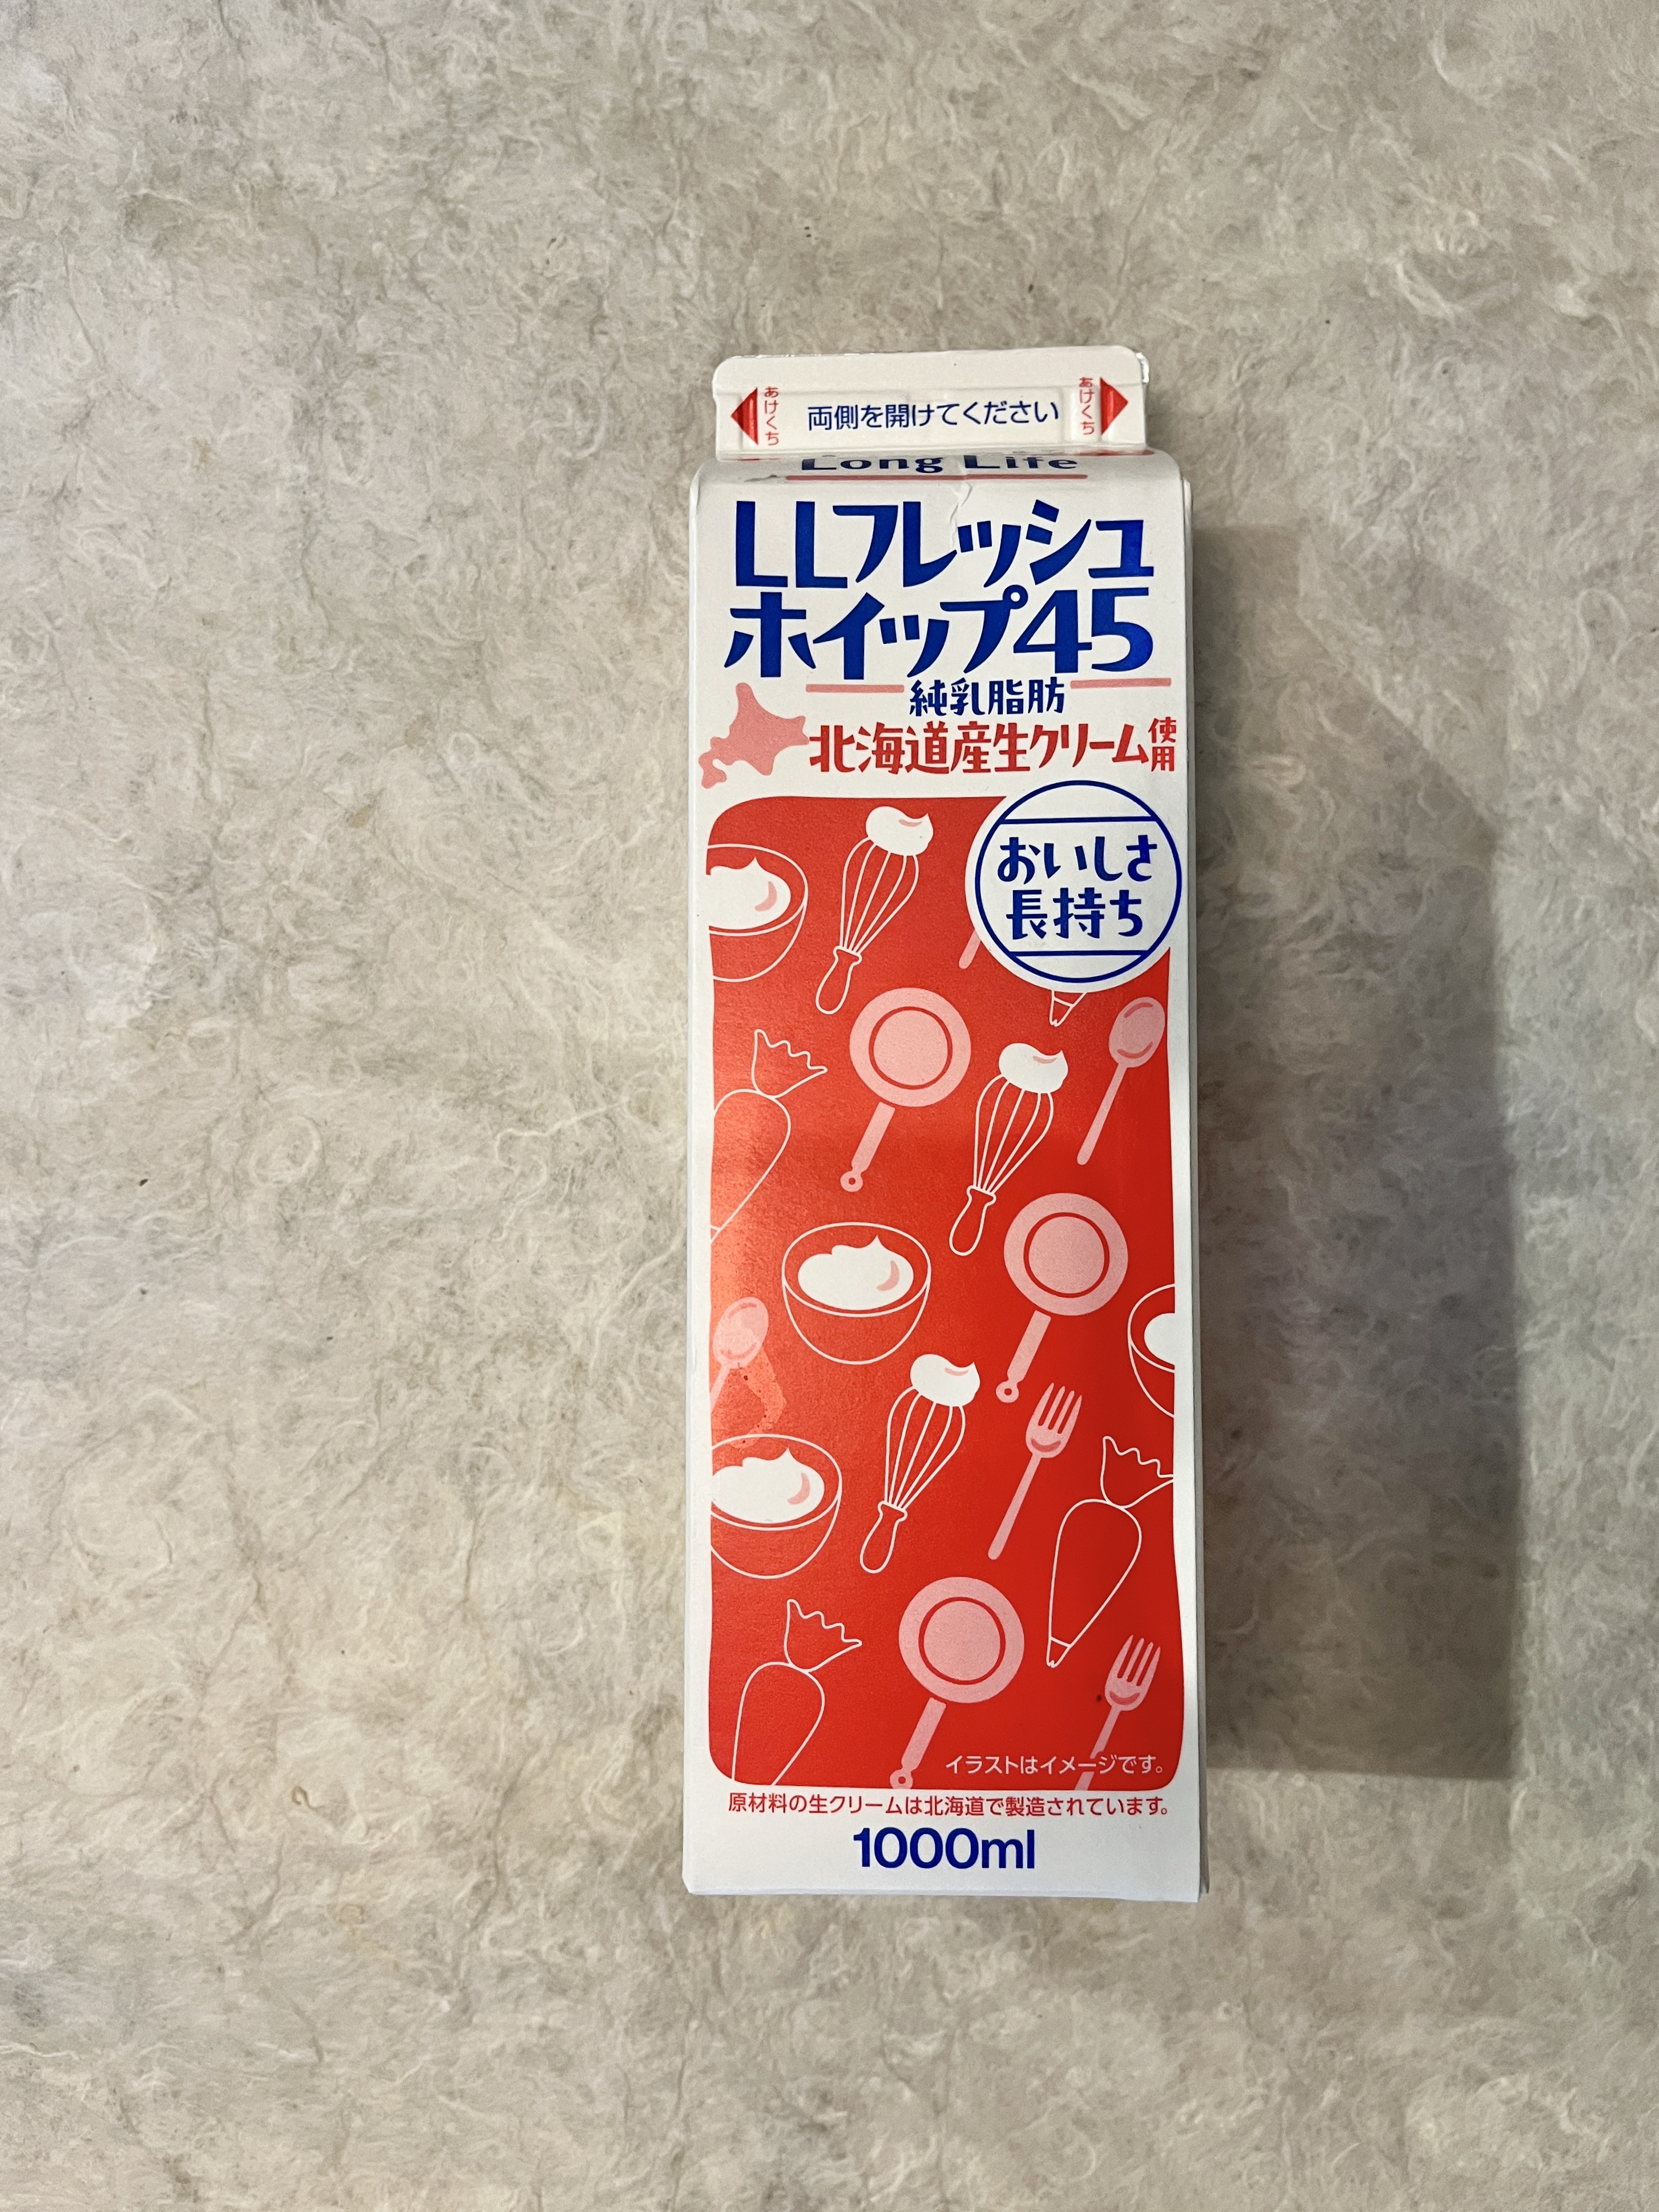 あけくち 両側を開けてください あけくち
Long Life
LLフレッシュ
ホイップ45
純乳脂肪
北海道産生クリーム使用
おいしさ
長持ち
イラストはイメージです。
原材料の生クリームは北海道で製造されています。
1000ml